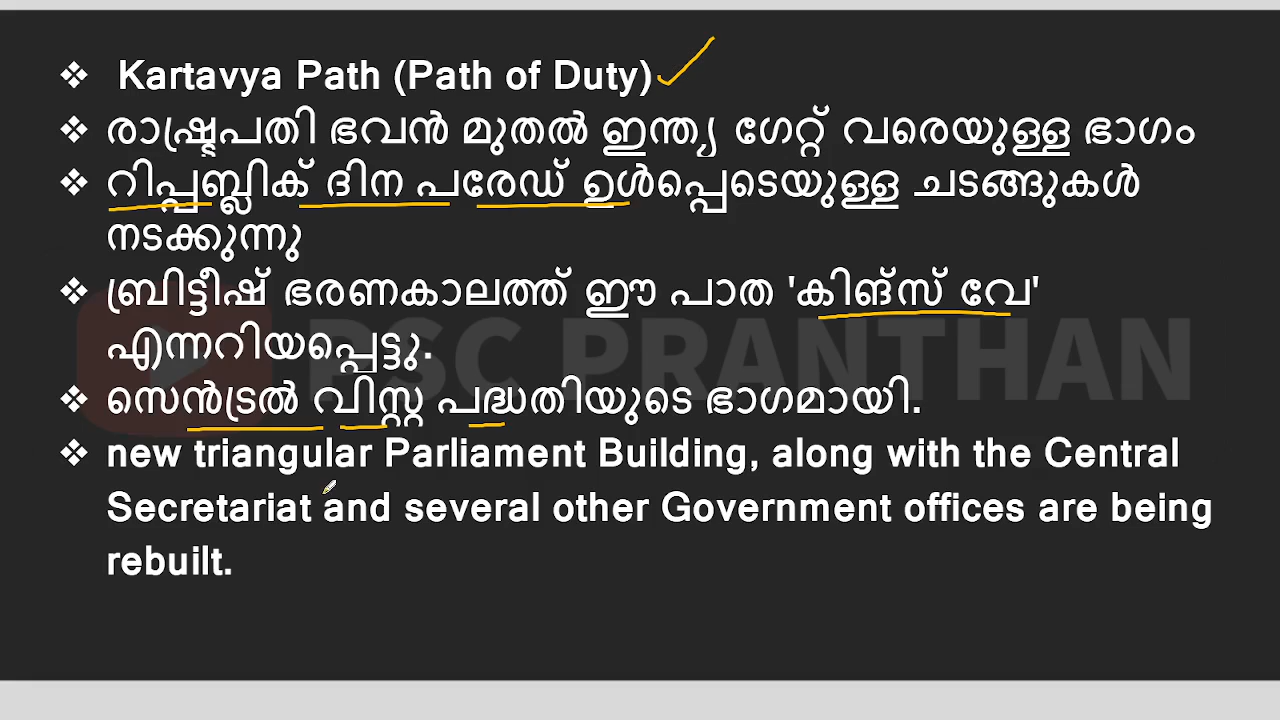 ❖ Kartavya Path (Path of Duty)
❖ രാഷ്ട്രപതി ഭവൻ മുതൽ ഇന്ത്യ ഗേറ്റ് വരെയുള്ള ഭാഗം
❖ റിപ്പബ്ലിക് ദിന പരേഡ് ഉൾപ്പെടെയുള്ള ചടങ്ങുകൾ
നടക്കുന്നു
❖ ബ്രിട്ടീഷ് ഭരണകാലത്ത് ഈ പാത 'കിങ്സ് വേ'
എന്നറിയപ്പെട്ടു.
PSC PRANTHAN
❖ സെൻട്രൽ വിസ്റ്റ പദ്ധതിയുടെ ഭാഗമായി.
❖ new triangular Parliament Building, along with the Central
Secretariat and several other Government offices are being
rebuilt.